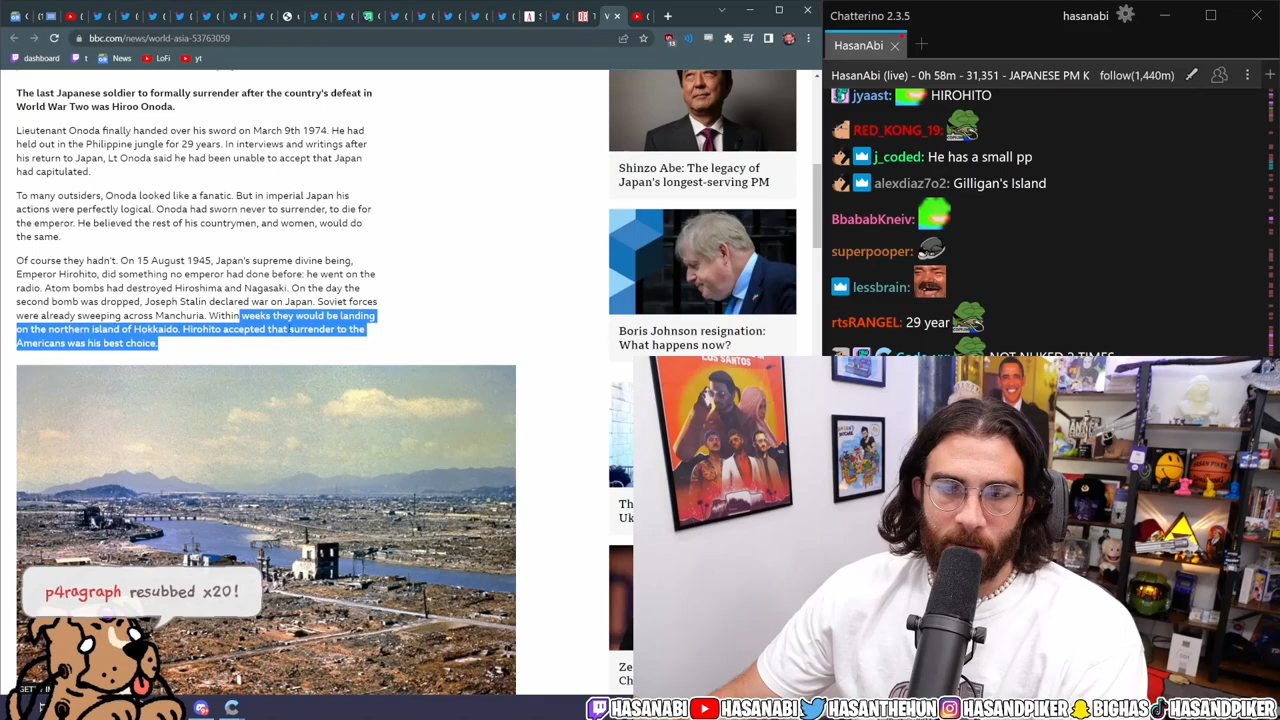 bbc.com/news/world-asia-53763059
dashboard
t
News
LoFi
yt
The last Japanese soldier to formally surrender after the country's defeat in
World War Two was Hiroo Onoda.
Lieutenant Onoda finally handed over his sword on March 9th 1974. He had
held out in the Philippine jungle for 29 years. In interviews and writings after
his return to Japan, Lt Onoda said he had been unable to accept that Japan
had capitulated.
To many outsiders, Onoda looked like a fanatic. But in imperial Japan his
actions were perfectly logical. Onoda had sworn never to surrender, to die for
the emperor. He believed the rest of his countrymen, and women, would do
the same.
Of course they hadn't. On 15 August 1945, Japan's supreme divine being,
Emperor Hirohito, did something no emperor had done before: he went on the
radio. Atom bombs had destroyed Hiroshima and Nagasaki. On the day the
second bomb was dropped, Joseph Stalin declared war on Japan. Soviet forces
were already sweeping across Manchuria. Within weeks they would be landing
on the northern island of Hokkaido. Hirohito accepted that surrender to the
Americans was his best choice.
Shinzo Abe: The legacy of
Japan's longest-serving PM
Boris Johnson resignation:
What happens now?
Th
Uk
Ze
Ch
p4ragraph resubbed x20!
Chatterino 2.3.5
hasanabi
HasanAbi
HasanAbi (live) - 0h 58m - 31,351 - JAPANESE PM K
follow(1,440m)
jyaast: HIROHITO
RED_KONG_19:
j_coded: He has a small pp
alexdiaz7o2: Gilligan's Island
BbababKneiv:
superpooper:
lessbrain:
rtsRANGEL: 29 year
NOT NUKED 2 TIMES
LOS SANTOS
HASAN PIKER
HASANABI
HASANABI
HASANTHEHUN
HASANDPIKER
BIGHAS
HASANDPIKER